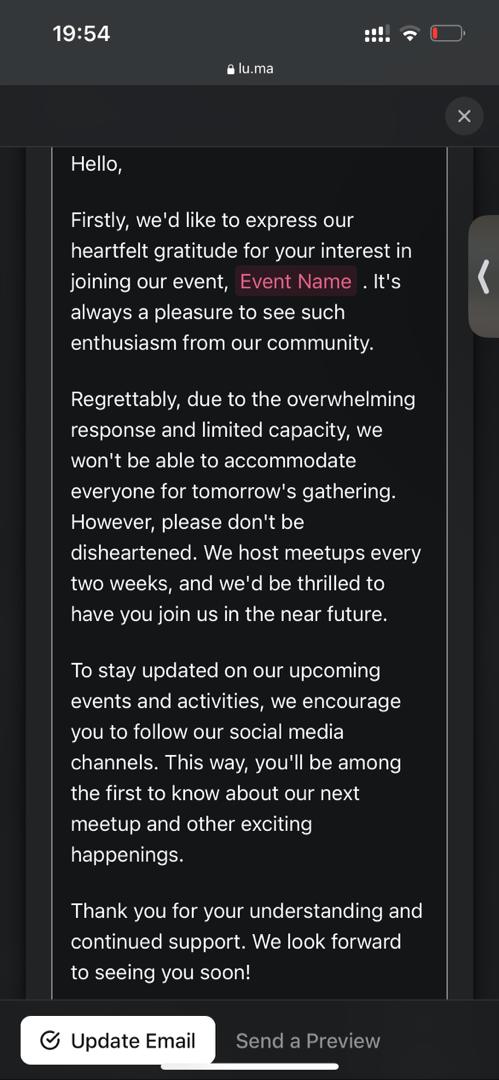 19:54
lu.ma
Hello,
Firstly, we'd like to express our
heartfelt gratitude for your interest in
joining our event, Event Name . It's
always a pleasure to see such
enthusiasm from our community.
Regrettably, due to the overwhelming
response and limited capacity, we
won't be able to accommodate
everyone for tomorrow's gathering.
However, please don't be
disheartened. We host meetups every
two weeks, and we'd be thrilled to
have you join us in the near future.
To stay updated on our upcoming
events and activities, we encourage
you to follow our social media
channels. This way, you'll be among
the first to know about our next
meetup and other exciting
happenings.
Thank you for your understanding and
continued support. We look forward
to seeing you soon!
Update Email Send a Preview